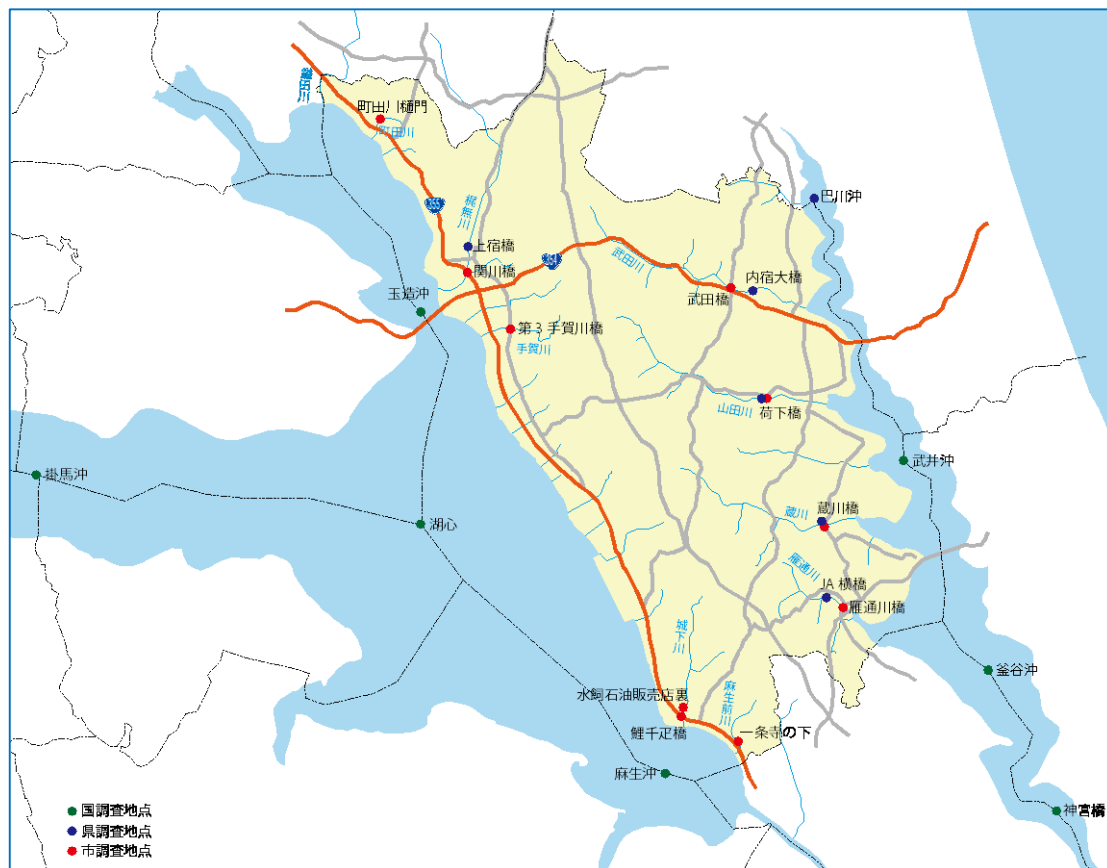 町田川樋門
町田川
355
梶無川
巴川沖
上宿橋
関川橋
354
武田川
内宿大橋
武田橋
玉造沖
第3手賀川橋
手賀川
山田川
荷下橋
武井沖
掛馬沖
湖心
蔵川
蔵川橋
雁通川
JA横橋
雁通川橋
城下川
釜谷沖
水飼石油販売店裏
麻生前川
鯉千疋橋
一条寺の下
麻生沖
国調査地点
県調査地点
市調査地点
神宮橋